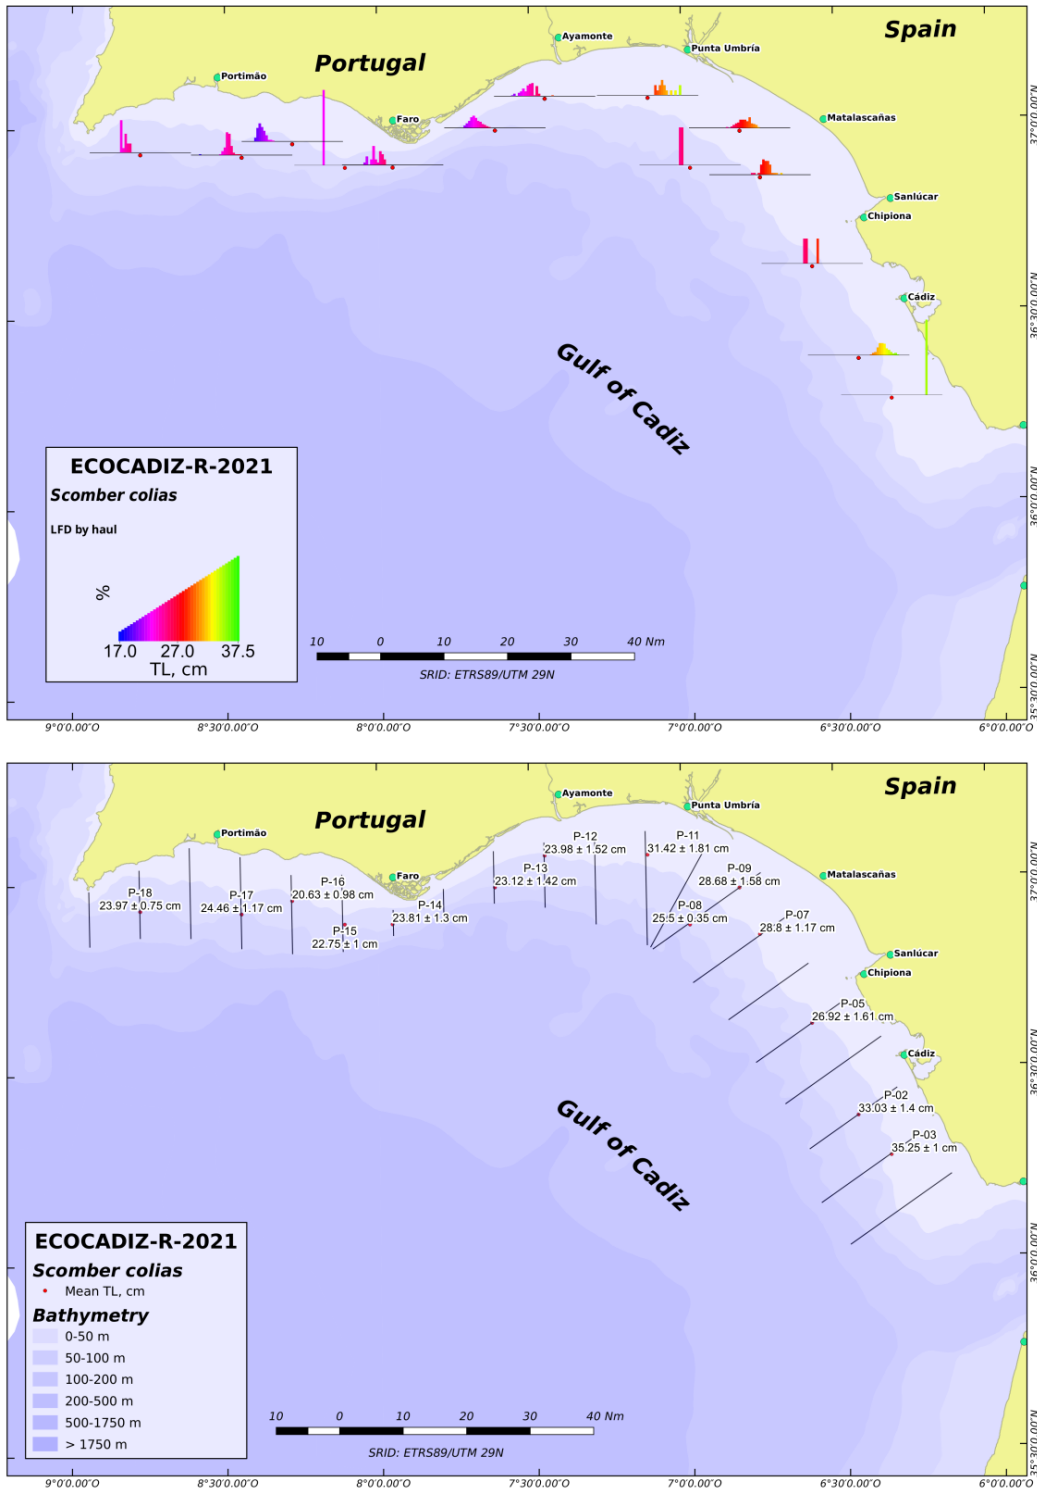 Spain
Ayamonte
Punta Umbría
Portugal
Portimão
Faro
Matalascañas
37°0'0.00"N
Sanlúcar
Chipiona
Cádiz
36°30'0.00"N
Gulf of Cadiz
ECOCADIZ-R-2021
Scomber colias
LFD by haul
%
17.0 27.0 37.5
TL, cm
36°0'0.00"N
10 0 10 20 30 40 Nm
SRID: ETRS89/UTM 29N
35°30'0.00"N
9°0'0.00"O 8°30'0.00"O 8°0'0.00"O 7°30'0.00"O 7°0'0.00"O 6°30'0.00"O 6°0'0.00"O
Spain
Ayamonte
Punta Umbría
Portugal
Portimão
P-12
23.98 ± 1.52 cm
P-11
31.42 ± 1.81 cm
Faro
Matalascañas
37°0'0.00"N
P-18
23.97 ± 0.75 cm
P-17
24.46 ± 1.17 cm
P-16
20.63 ± 0.98 cm
P-15
22.75 ± 1 cm
P-14
23.81 ± 1.3 cm
P-13
23.12 ± 1.42 cm
P-09
28.68 ± 1.58 cm
P-08
25.5 ± 0.35 cm
P-07
28.8 ± 1.17 cm
Sanlúcar
Chipiona
P-05
26.92 ± 1.61 cm
Cádiz
36°30'0.00"N
P-02
33.03 ± 1.4 cm
P-03
35.25 ± 1 cm
Gulf of Cadiz
ECOCADIZ-R-2021
Scomber colias
Mean TL, cm
Bathymetry
0-50 m
50-100 m
100-200 m
200-500 m
500-1750 m
> 1750 m
36°0'0.00"N
10 0 10 20 30 40 Nm
SRID: ETRS89/UTM 29N
35°30'0.00"N
9°0'0.00"O 8°30'0.00"O 8°0'0.00"O 7°30'0.00"O 7°0'0.00"O 6°30'0.00"O 6°0'0.00"O